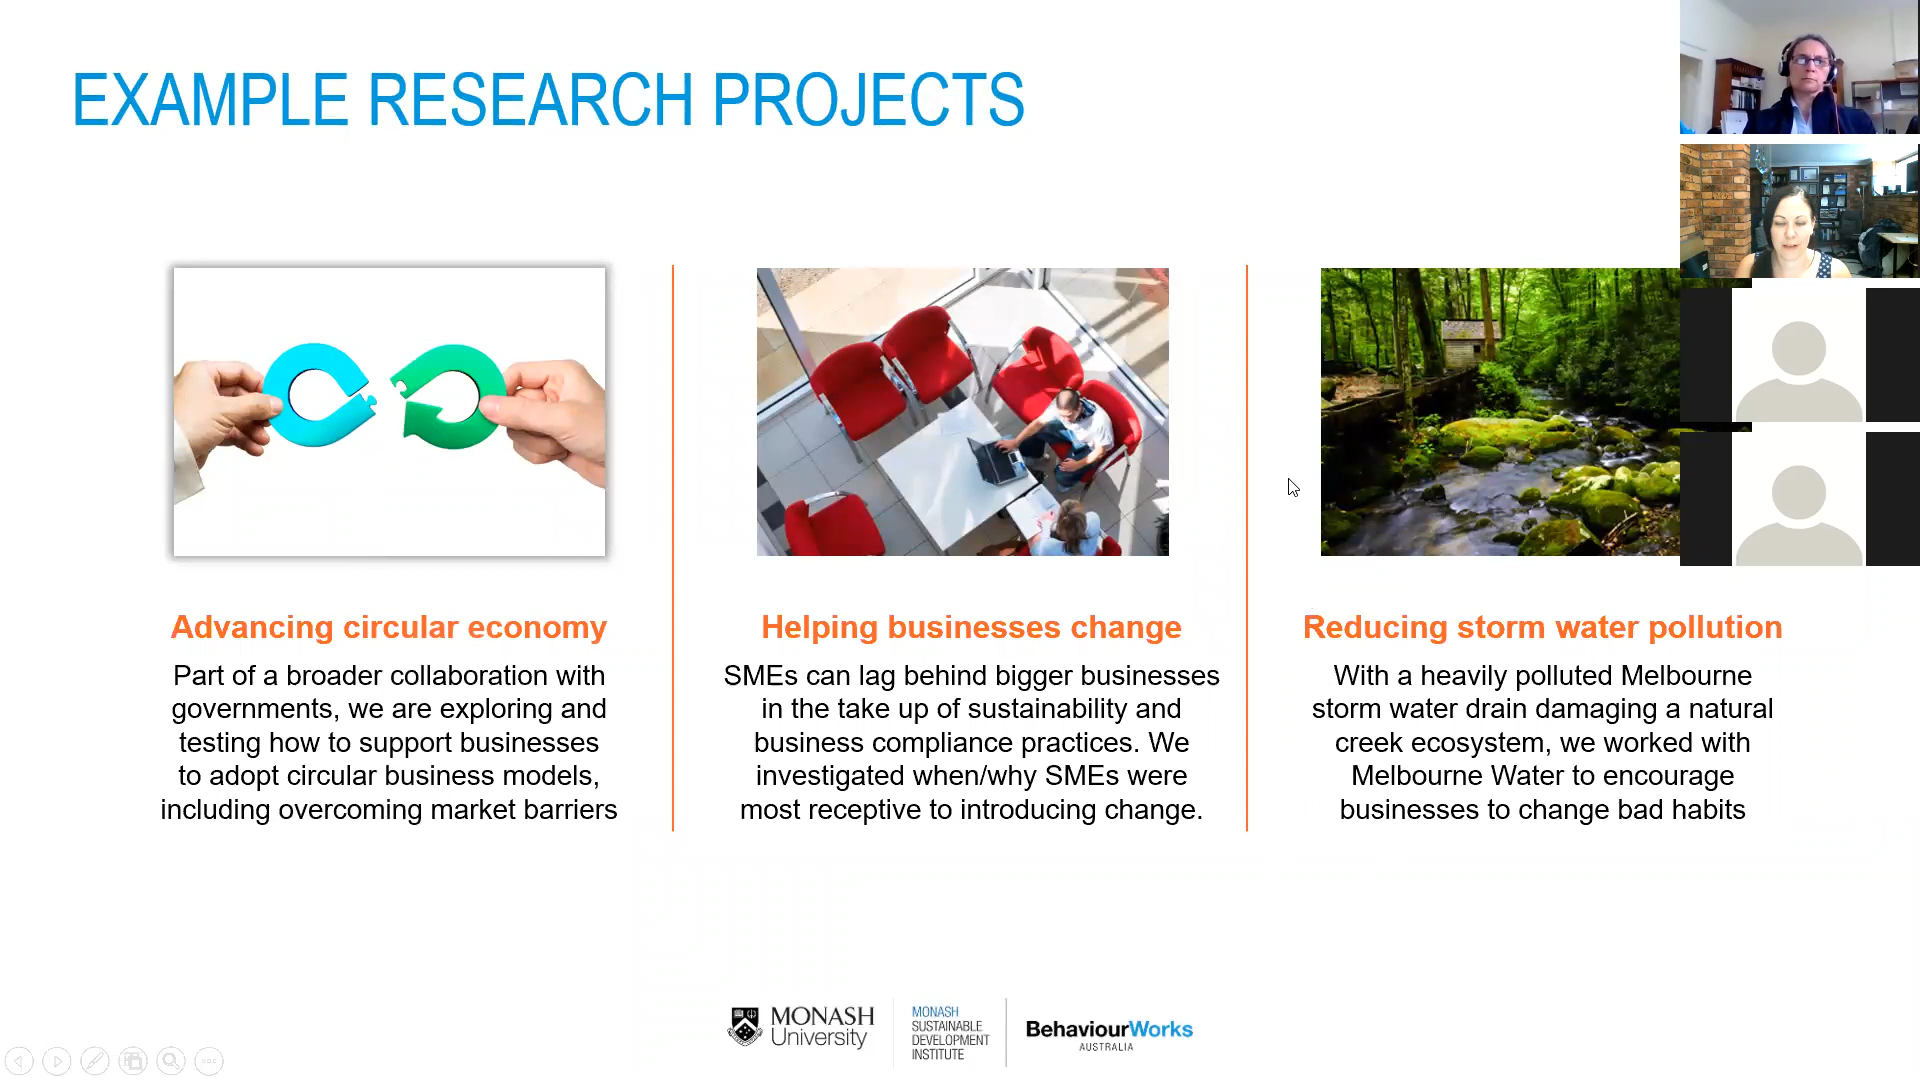 EXAMPLE RESEARCH PROJECTS
Advancing circular economy
Part of a broader collaboration with
governments, we are exploring and
testing how to support businesses
to adopt circular business models,
including overcoming market barriers
Helping businesses change
SMEs can lag behind bigger businesses
in the take up of sustainability and
business compliance practices. We
investigated when/why SMEs were
most receptive to introducing change.
Reducing storm water pollution
With a heavily polluted Melbourne
storm water drain damaging a natural
creek ecosystem, we worked with
Melbourne Water to encourage
businesses to change bad habits
MONASH
University
MONASH
SUSTAINABLE
DEVELOPMENT
INSTITUTE
BehaviourWorks
AUSTRALIA